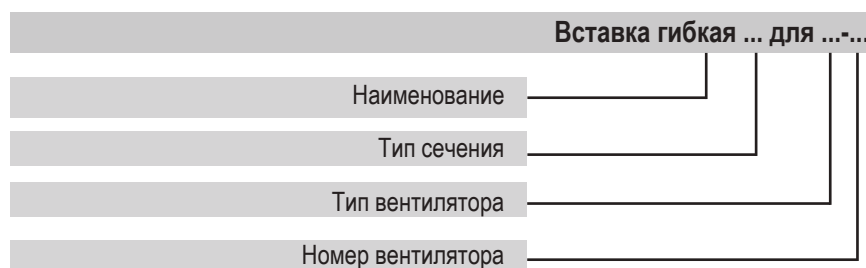 Вставка гибкая ... для ...-...
Наименование
Тип сечения
Тип вентилятора
Номер вентилятора